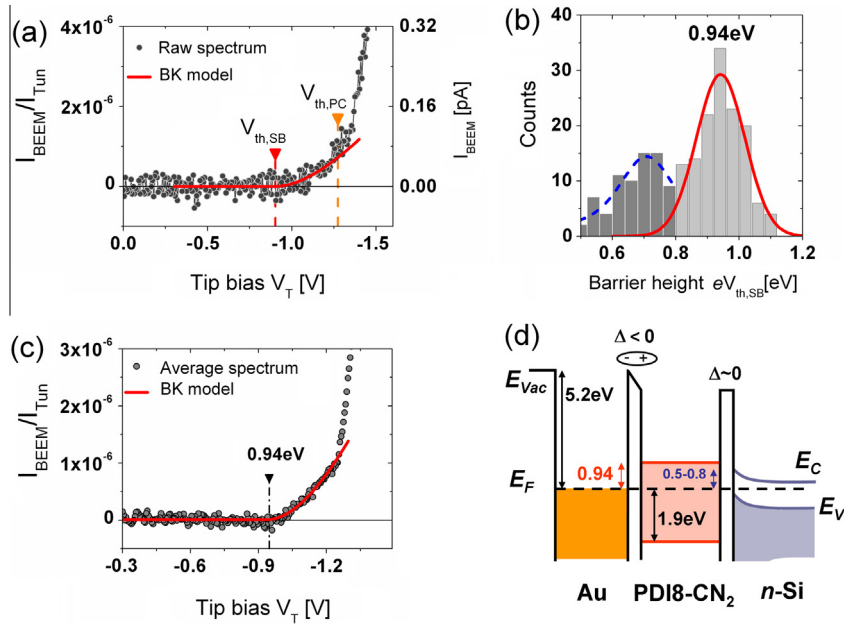 (a)
4x10⁻⁶
2x10⁻⁶
0
I_BEEM/I_Tun
Raw spectrum
BK model
V_th,SB
V_th,PC
0.32
0.16
0.00
I_BEEM [pA]
0.0 -0.5 -1.0 -1.5
Tip bias V_T [V]
(b)
40
30
20
10
0
Counts
0.94eV
0.6 0.8 1.0 1.2
Barrier height eV_th,SB[eV]
(c)
3x10⁻⁶
2x10⁻⁶
1x10⁻⁶
0
I_BEEM/I_Tun
Average spectrum
BK model
0.94eV
-0.3 -0.6 -0.9 -1.2
Tip bias V_T [V]
(d)
Δ < 0
- +
Δ~0
E_Vac
5.2eV
0.94
0.5-0.8
E_C
E_F
1.9eV
E_V
Au PDI8-CN₂ n-Si